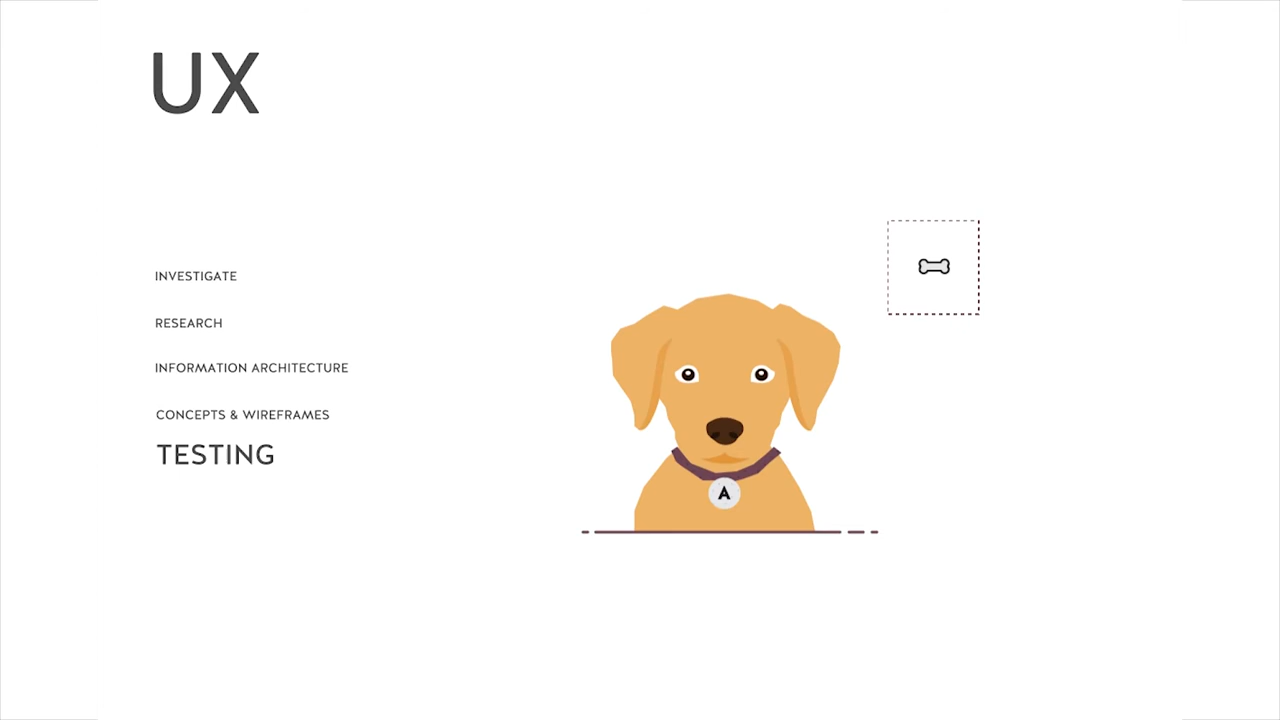 UX
INVESTIGATE
RESEARCH
INFORMATION ARCHITECTURE
CONCEPTS & WIREFRAMES
TESTING
A